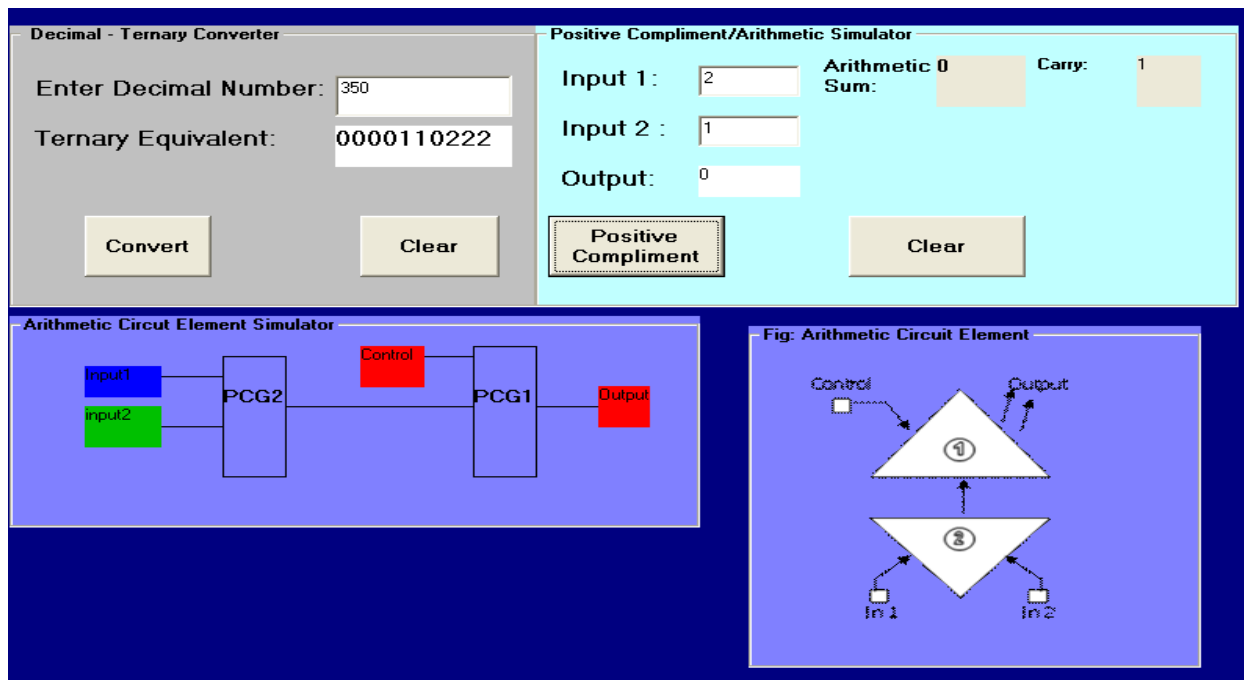 Decimal - Ternary Converter
Enter Decimal Number: 350
Ternary Equivalent: 0000110222
Convert
Clear
Positive Compliment/Arithmetic Simulator
Input 1: 2
Arithmetic 0
Sum:
Carry: 1
Input 2 : 1
Output: 0
Positive
Compliment
Clear
Arithmetic Circut Element Simulator
Input1
input2
PCG2
Control
PCG1
Output
Fig: Arithmetic Circuit Element
Control
Output
1
2
In 1
In 2